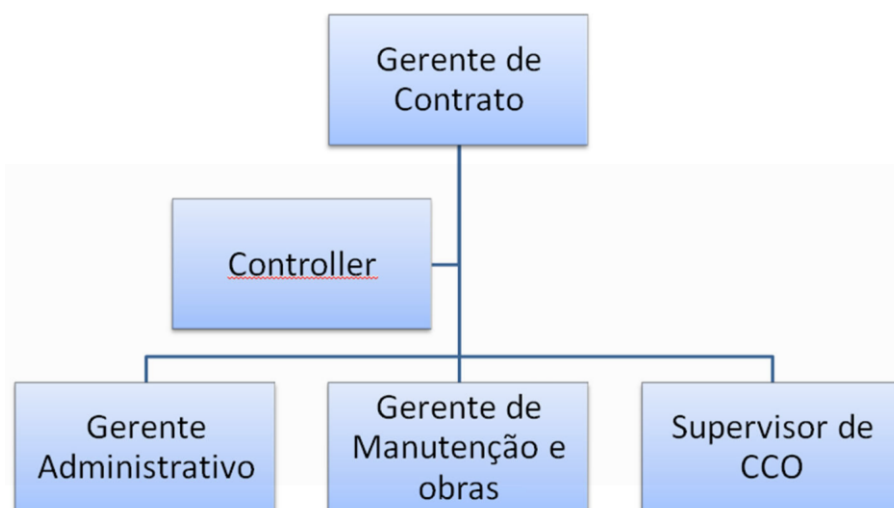 Gerente de
Contrato
Controller
Gerente
Administrativo
Gerente de
Manutenção e
obras
Supervisor de
CCO